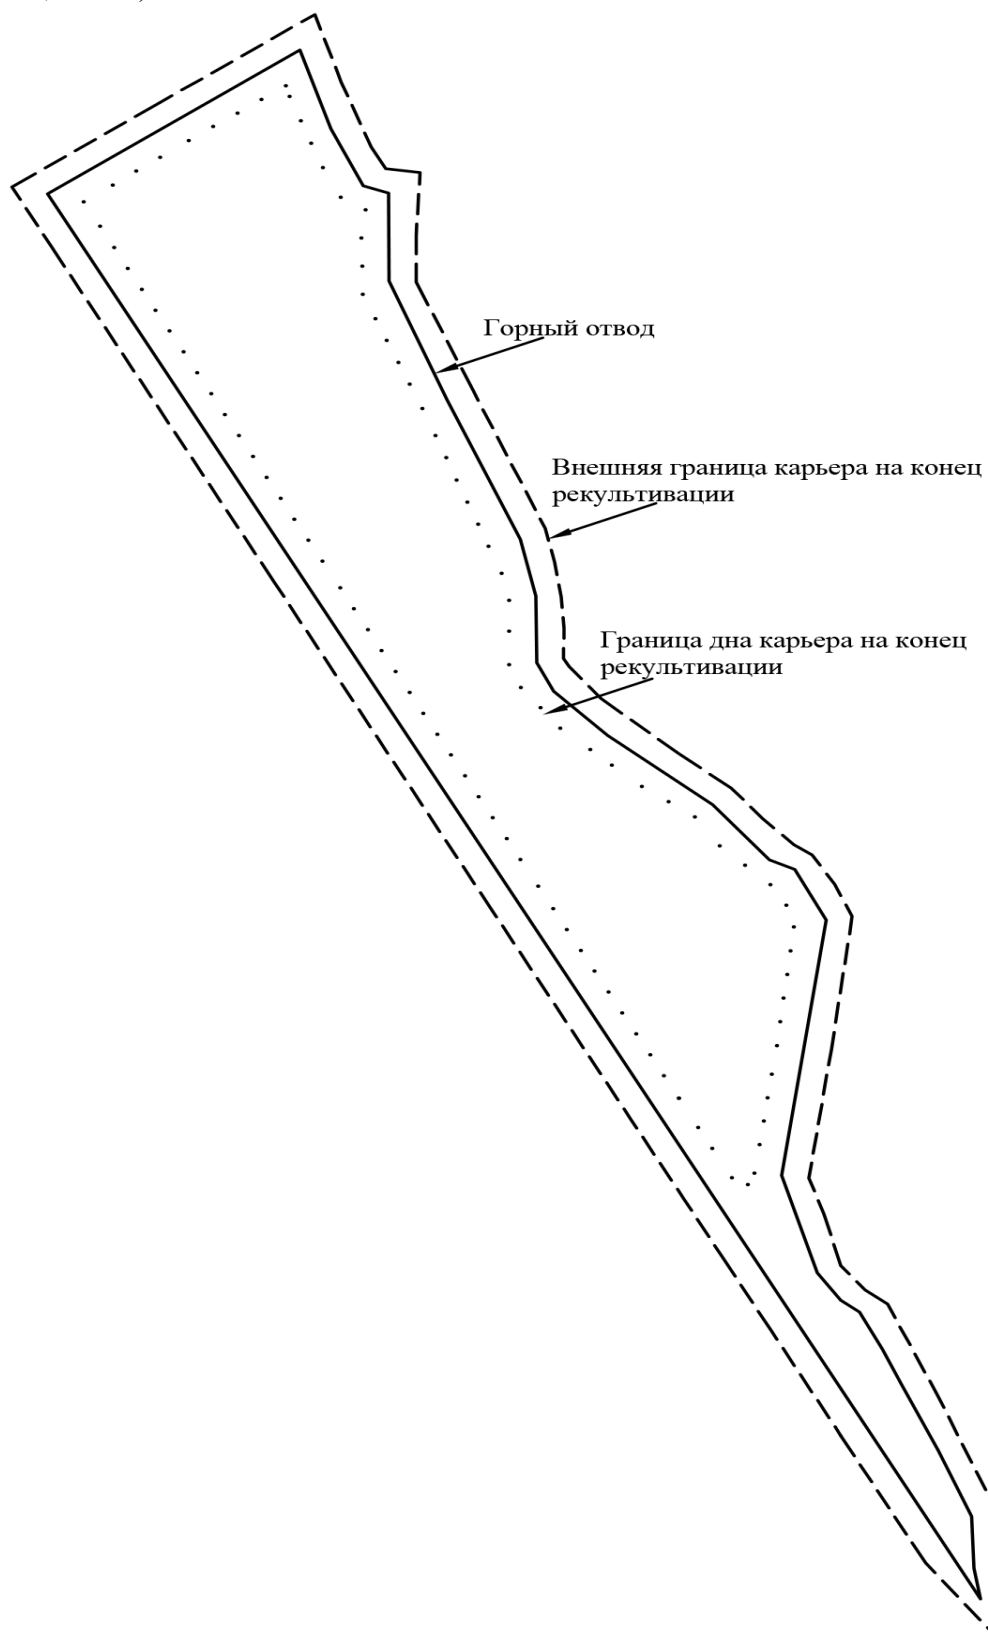 Горный отвод
Внешняя граница карьера на конец
рекультивации
Граница дна карьера на конец
рекультивации